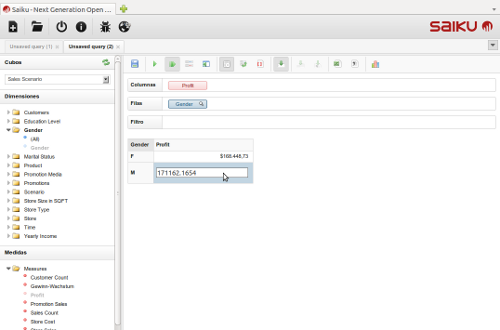 Saiku - Next Generation Open ...
SAIKU
Unsaved query (1)
Unsaved query (2)
Cubos
Sales Scenario
Dimensiones
Customers
Education Level
Gender
(All)
Gender
Marital Status
Product
Promotion Media
Promotions
Scenario
Store Size in SQFT
Store Type
Store
Time
Yearly Income
Medidas
Measures
Customer Count
Gewinn-Wachstum
Profit
Promotion Sales
Sales Count
Store Cost
Columnas
Profit
Filas
Gender
Filtro
Gender Profit
F $168.448,73
M 171162.1654